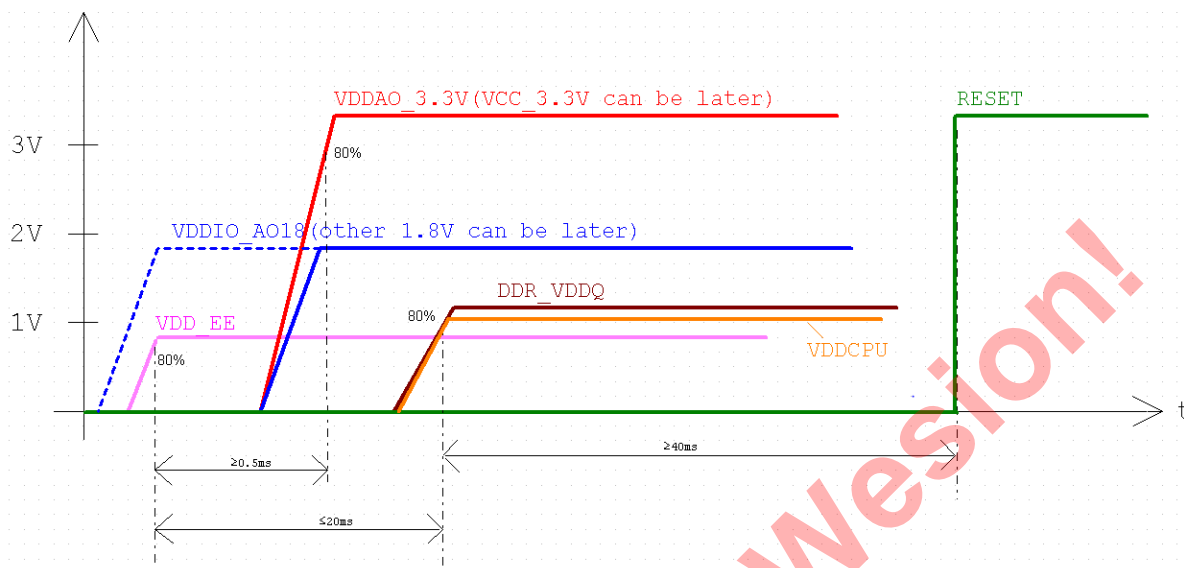 VDDAO_3.3V(VCC_3.3V can be later)
RESET
3V
80%
2V
VDDIO_AO18(other 1.8V can be later)
DDR_VDDQ
1V
VDD_EE
80%
VDDCPU
80%
t
≥0.5ms
≥40ms
≤20ms
Wesion!